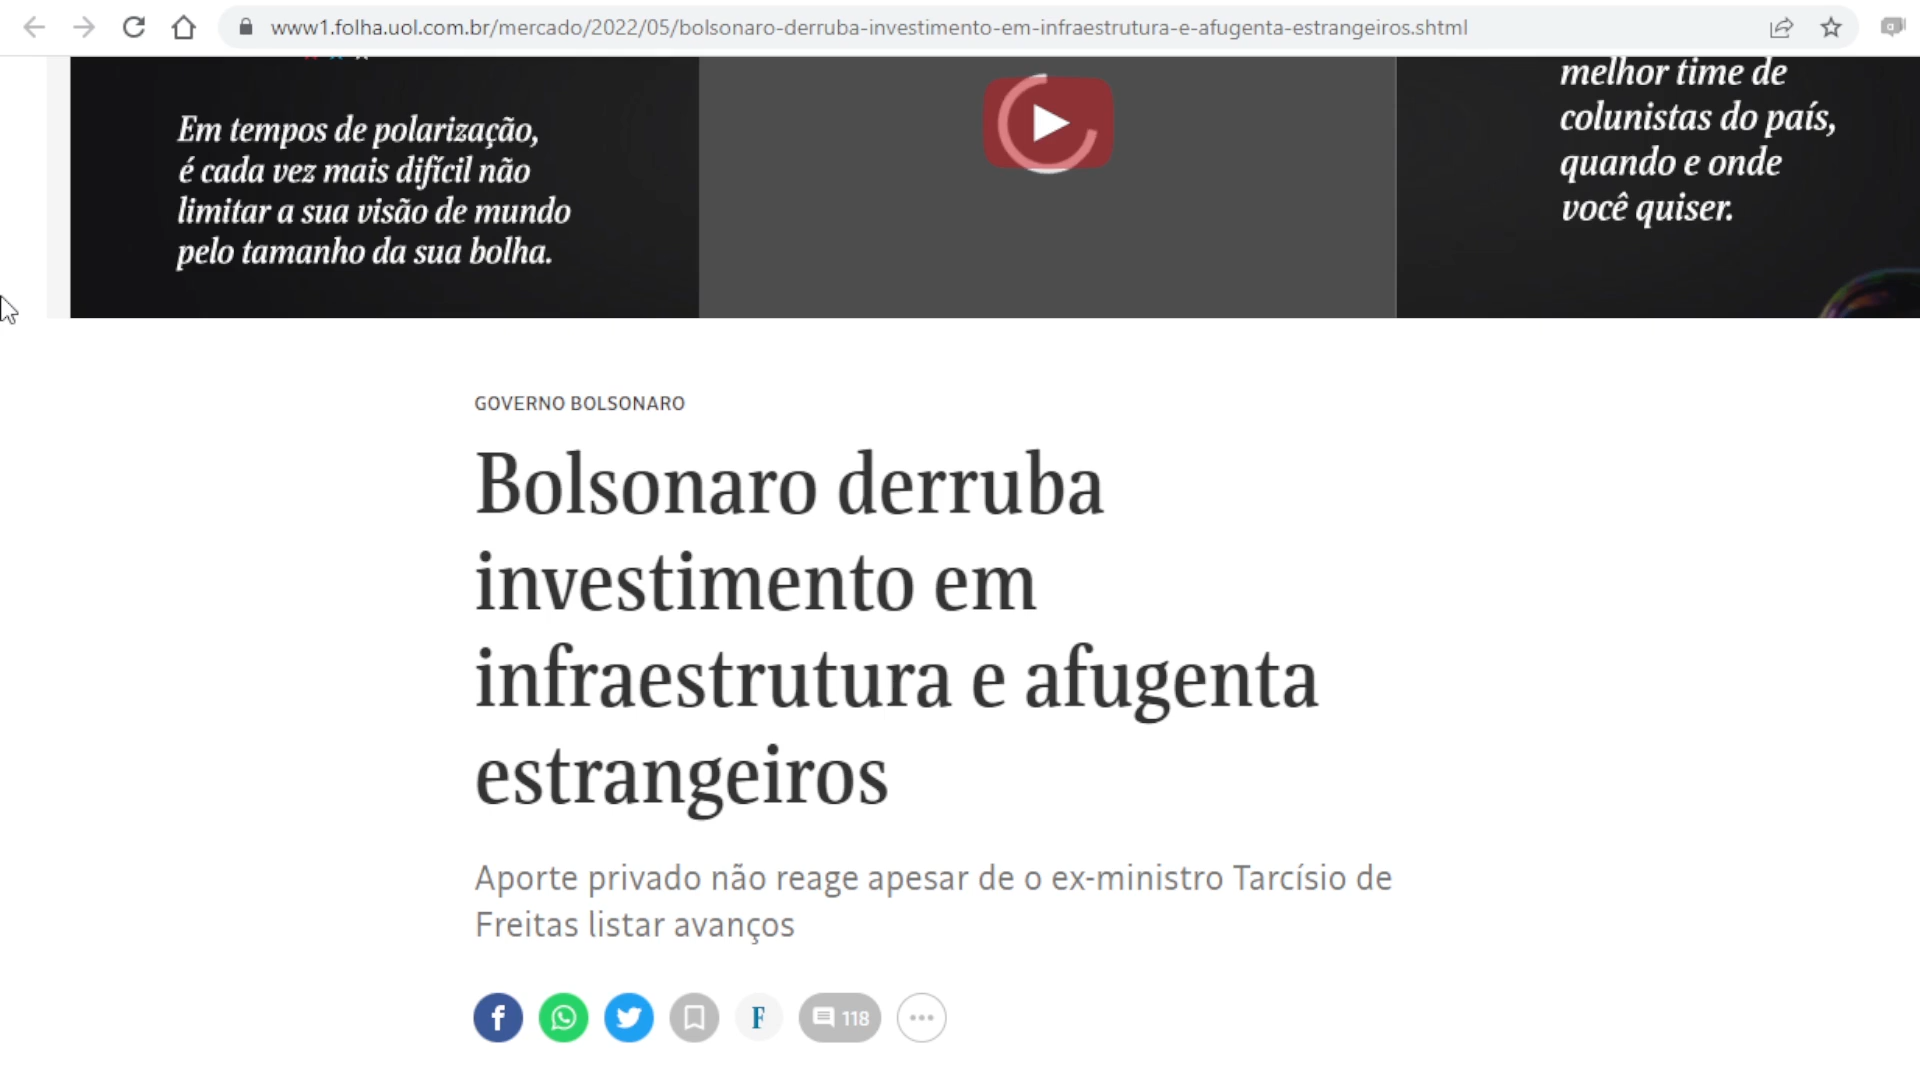 www1.folha.uol.com.br/mercado/2022/05/bolsonaro-derruba-investimento-em-infraestrutura-e-afugenta-estrangeiros.shtml
Em tempos de polarização,
é cada vez mais difícil não
limitar a sua visão de mundo
pelo tamanho da sua bolha.
melhor time de
colunistas do país,
quando e onde
você quiser.
GOVERNO BOLSONARO
Bolsonaro derruba
investimento em
infraestrutura e afugenta
estrangeiros
Aporte privado não reage apesar de o ex-ministro Tarcísio de
Freitas listar avanços
f F 118